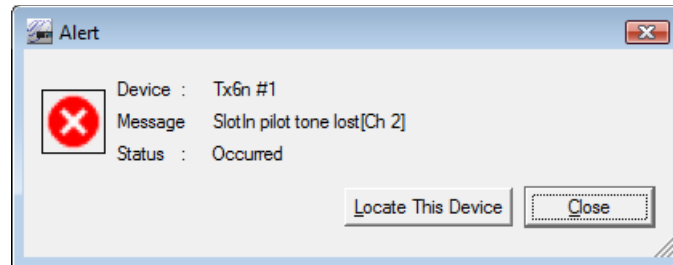 Alert
Device : Tx6n #1
Message SlotIn pilot tone lost[Ch 2]
Status : Occurred
Locate This Device Close